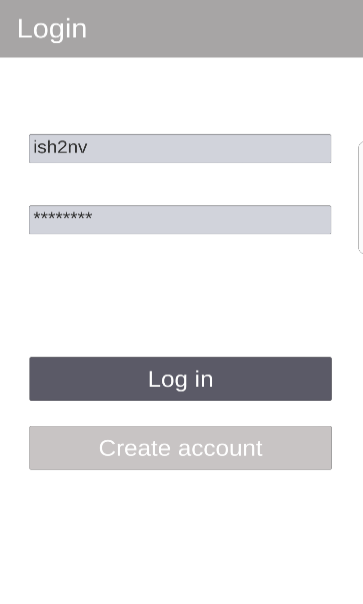 Login
ish2nv
********
Log in
Create account